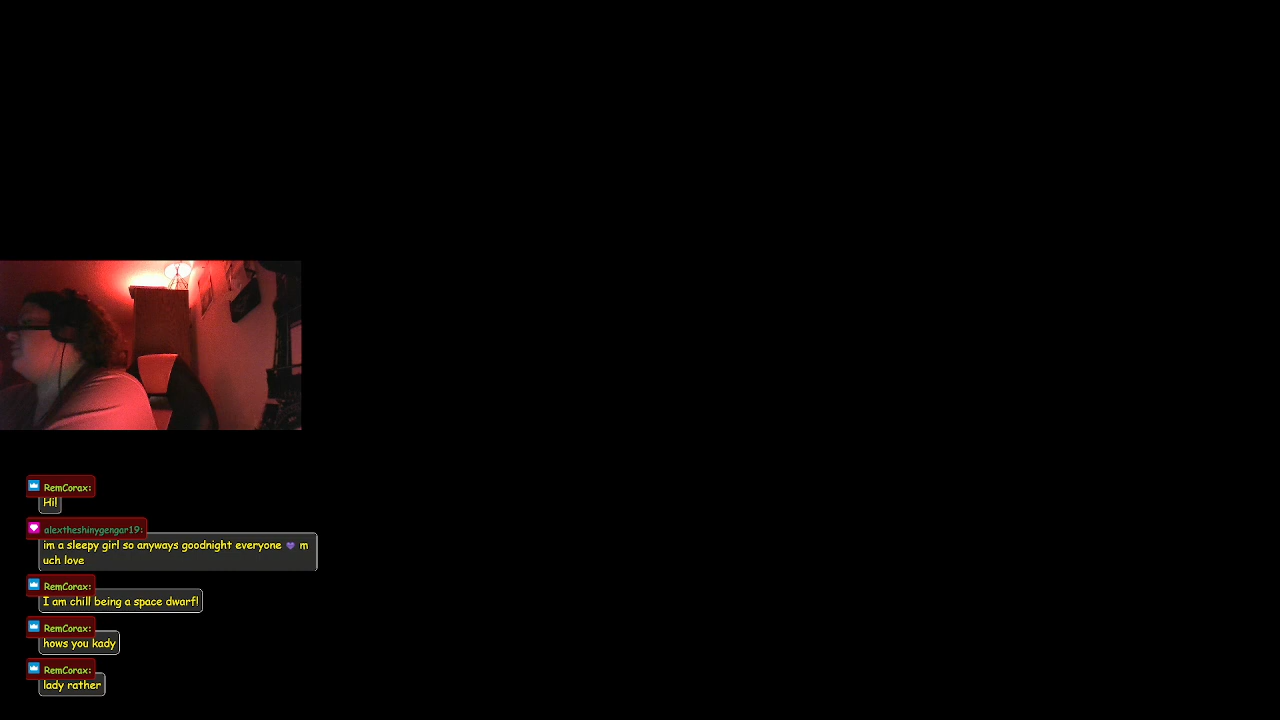 RemCorax:
Hi!
alextheshinygengar19:
im a sleepy girl so anyways goodnight everyone 💜 m
uch love
RemCorax:
I am chill being a space dwarf!
RemCorax:
hows you kady
RemCorax:
lady rather